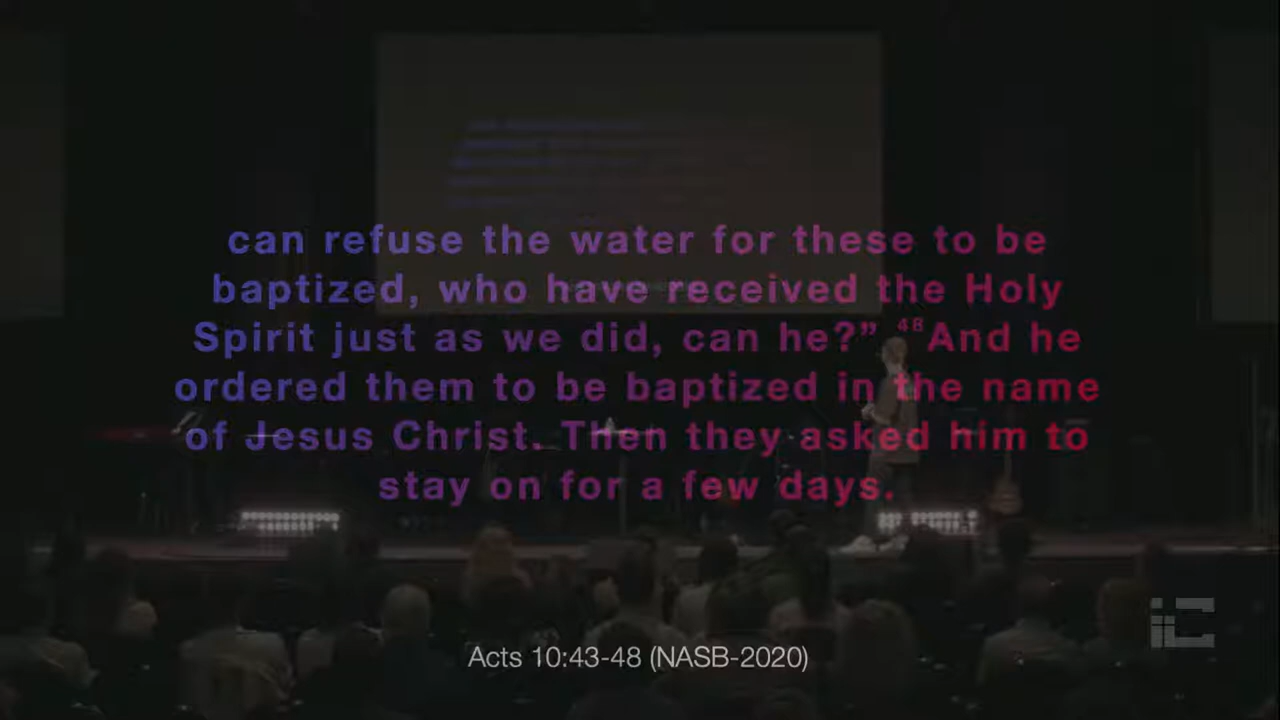 can refuse the water for these to be
baptized, who have received the Holy
Spirit just as we did, can he?” 48 And he
ordered them to be baptized in the name
of Jesus Christ. Then they asked him to
stay on for a few days.
Acts 10:43-48 (NASB-2020)
iC